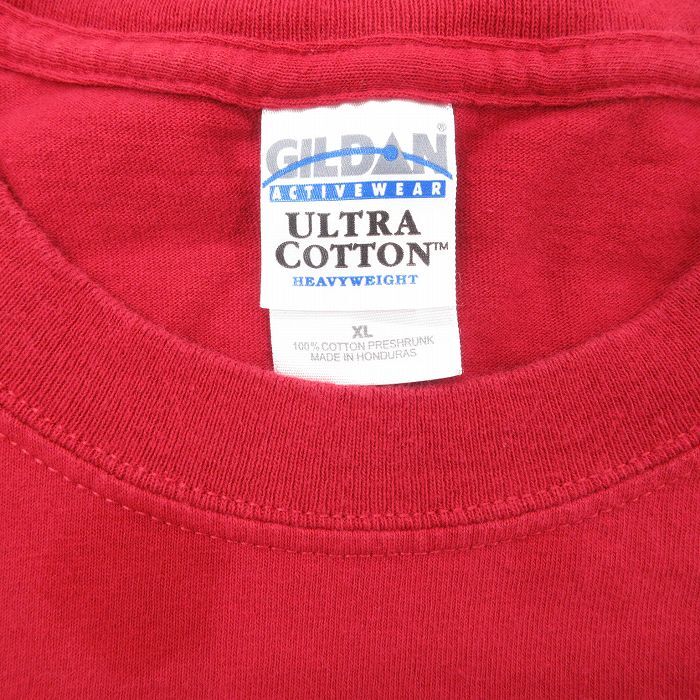 GILDAN®
ACTIVEWEAR
ULTRA
COTTON™
HEAVYWEIGHT
XL
100% COTTON PRESHRUNK
MADE IN HONDURAS